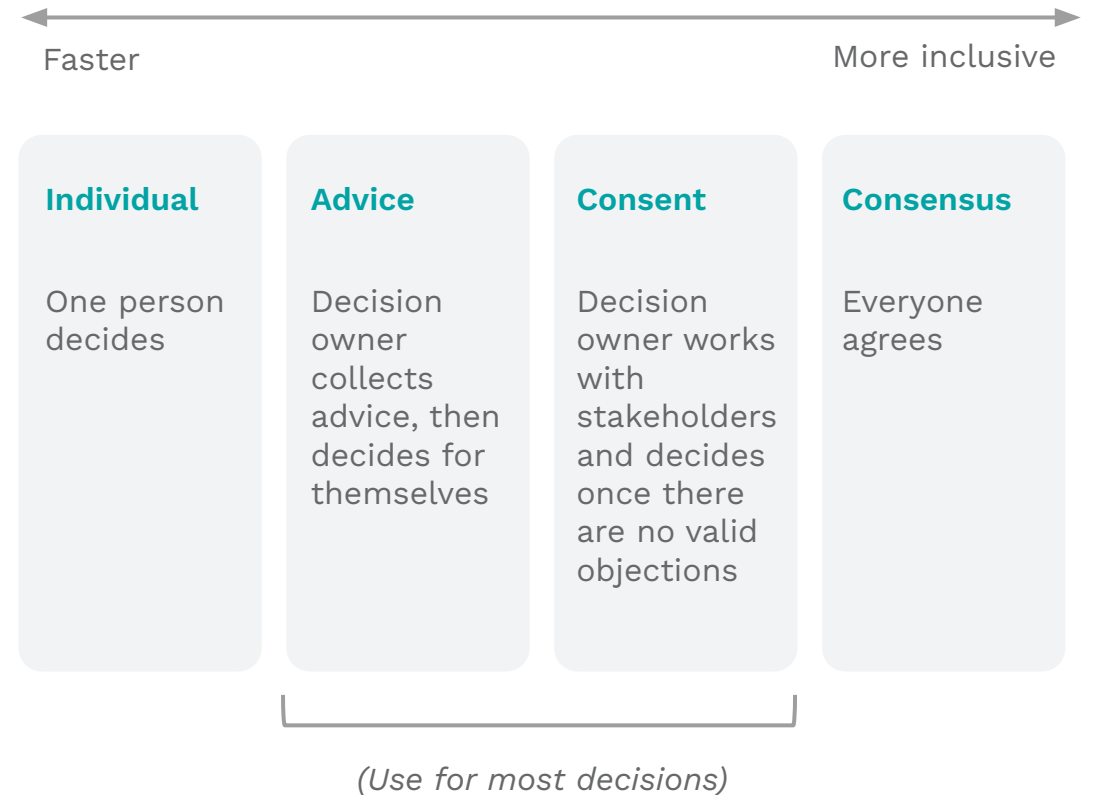 Faster
More inclusive
Individual
One person
decides
Advice
Decision
owner
collects
advice, then
decides for
themselves
Consent
Decision
owner works
with
stakeholders
and decides
once there
are no valid
objections
Consensus
Everyone
agrees
(Use for most decisions)